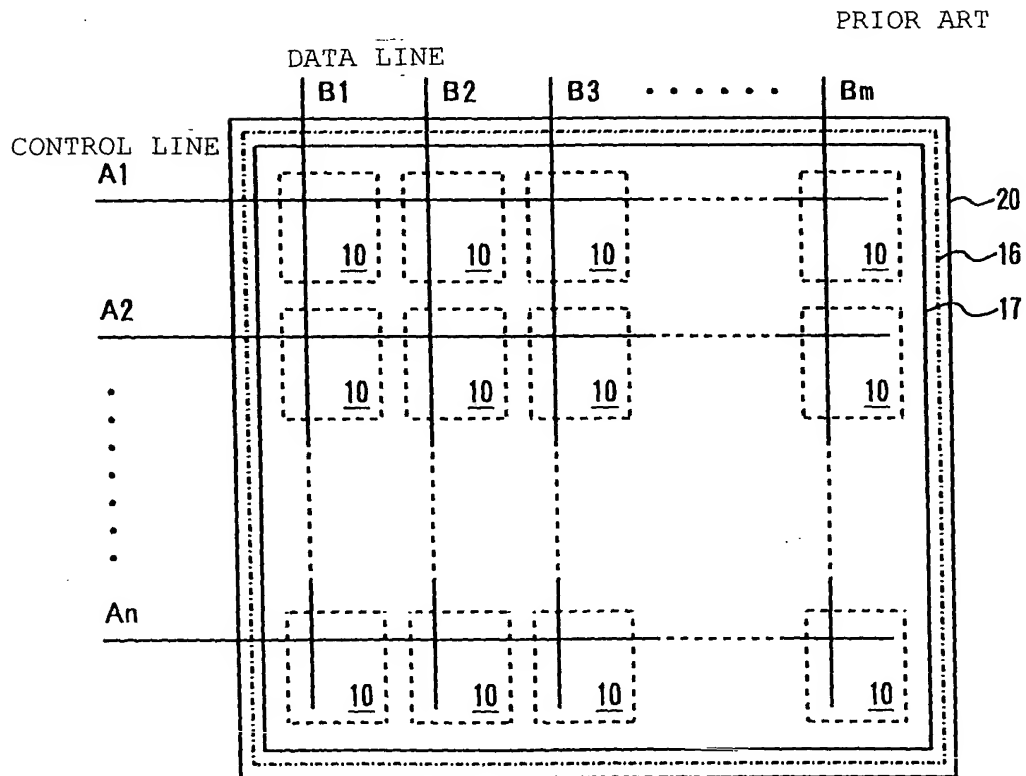 PRIOR ART
DATA LINE
B1 B2 B3 · · · · · · Bm
CONTROL LINE
A1
20
16
10 10 10 10
A2
17
10 10 10 10
An
10 10 10 10